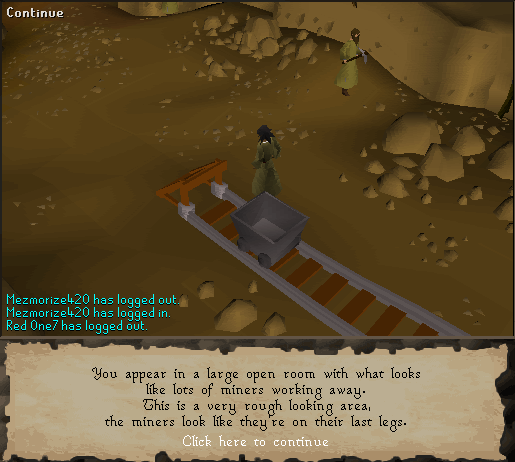 Continue
Mezmorize420 has logged out.
Mezmorize420 has logged in.
Red One7 has logged out.
You appear in a large open room with what looks
like lots of miners working away.
This is a very rough looking area,
the miners look like they're on their last legs.
Click here to continue